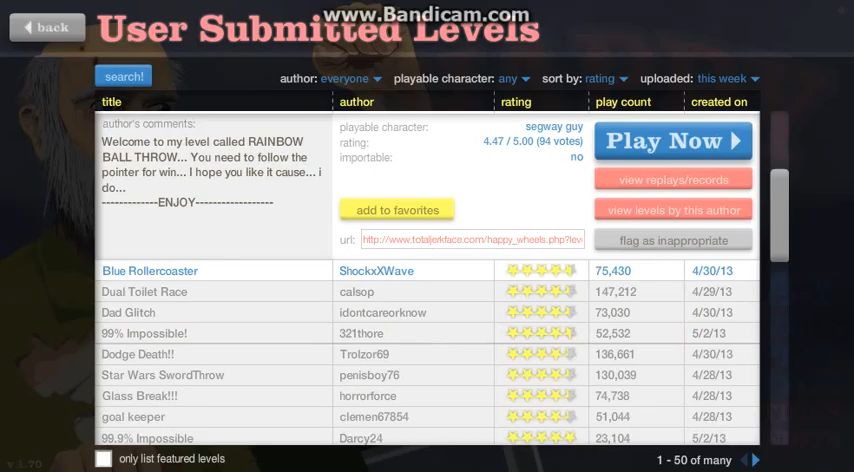 www.Bandicam.com
back
User Submitted Levels
search!
author: everyone playable character: any sort by: rating uploaded: this week
title author rating play count created on
author's comments:
Welcome to my level called RAINBOW
BALL THROW... You need to follow the
pointer for win... I hope you like it cause... i
do...
--------------ENJOY-------------------
playable character: segway guy
rating: 4.47 / 5.00 (94 votes)
importable: no
add to favorites
url: http://www.totaljerkface.com/happy_wheels.php?lev
Play Now
view replays/records
view levels by this author
flag as inappropriate
Blue Rollercoaster ShockxXWave 75,430 4/30/13
Dual Toilet Race calsop 147,212 4/29/13
Dad Glitch idontcareorknow 73,030 4/30/13
99% Impossible! 321thore 52,532 5/2/13
Dodge Death!! Trolzor69 136,661 4/30/13
Star Wars SwordThrow penisboy76 130,039 4/28/13
Glass Break!!! horrorforce 74,738 4/28/13
goal keeper clemen67854 51,044 4/28/13
99.9% Impossible Darcy24 23,104 5/2/13
only list featured levels
1 - 50 of many
v 1.70